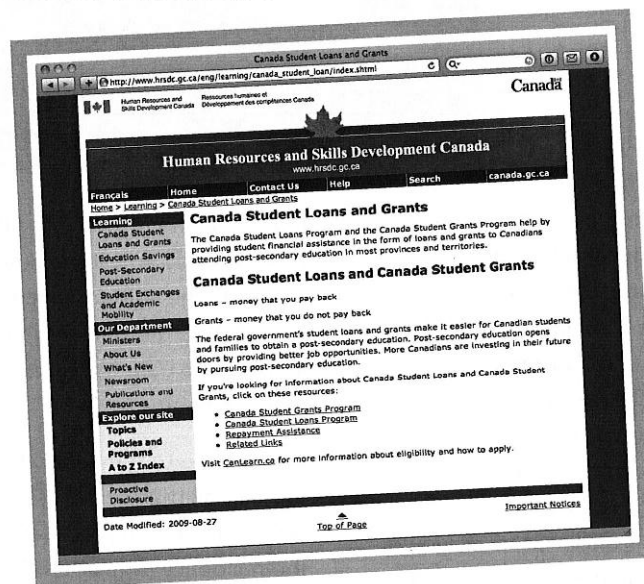 Canada Student Loans and Grants
http://www.hrsdc.gc.ca/eng/learning/canada_student_loan/index.shtml
Human Resources and
Skills Development Canada
Ressources humaines et
Développement des compétences Canada
Canada
Human Resources and Skills Development Canada
www.hrsdc.gc.ca
Français Home Contact Us Help Search canada.gc.ca
Home > Learning > Canada Student Loans and Grants
Learning
Canada Student
Loans and Grants
Education Savings
Post-Secondary
Education
Student Exchanges
and Academic
Mobility
Our Department
Ministers
About Us
What's New
Newsroom
Publications and
Resources
Explore our site
Topics
Policies and
Programs
A to Z Index
Proactive
Disclosure
Canada Student Loans and Grants
The Canada Student Loans Program and the Canada Student Grants Program help by
providing student financial assistance in the form of loans and grants to Canadians
attending post-secondary education in most provinces and territories.
Canada Student Loans and Canada Student Grants
Loans – money that you pay back
Grants – money that you do not pay back
The federal government's student loans and grants make it easier for Canadian students
and families to obtain a post-secondary education. Post-secondary education opens
doors by providing better job opportunities. More Canadians are investing in their future
by pursuing post-secondary education.
If you're looking for information about Canada Student Loans and Canada Student
Grants, click on these resources:
• Canada Student Grants Program
• Canada Student Loans Program
• Repayment Assistance
• Related Links
Visit CanLearn.ca for more information about eligibility and how to apply.
Date Modified: 2009-08-27
Top of Page
Important Notices